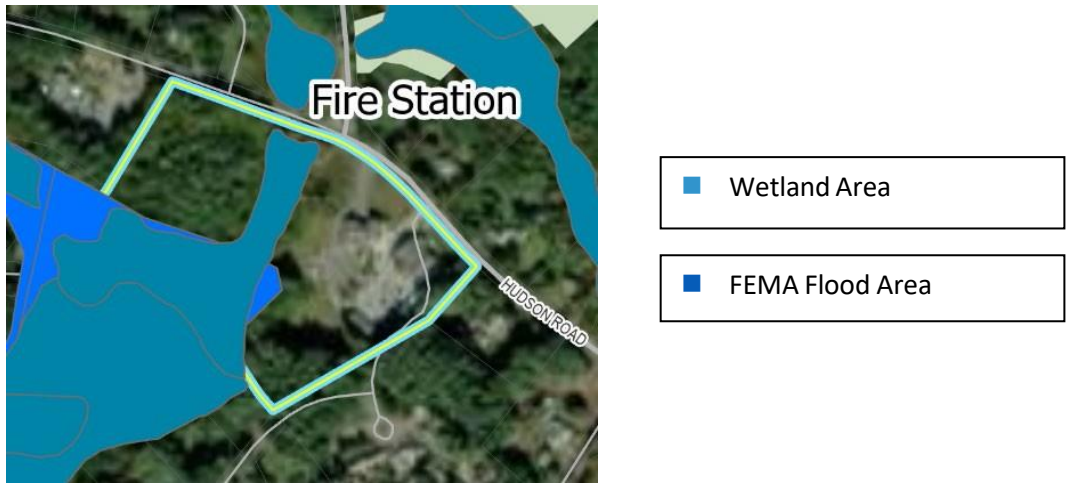 Fire Station
HUDSON ROAD
Wetland Area
FEMA Flood Area